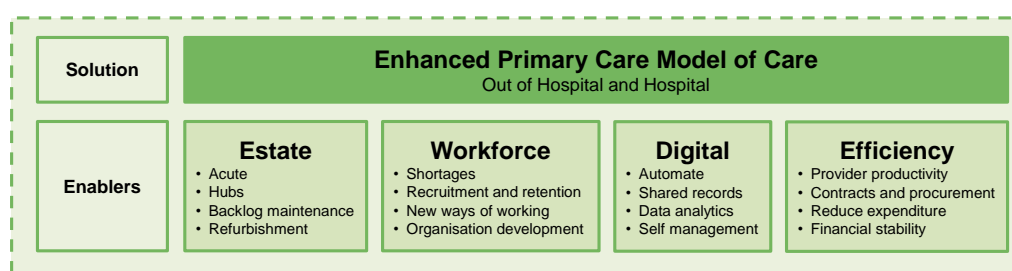 Solution
Enhanced Primary Care Model of Care
Out of Hospital and Hospital
Enablers
Estate
• Acute
• Hubs
• Backlog maintenance
• Refurbishment
Workforce
• Shortages
• Recruitment and retention
• New ways of working
• Organisation development
Digital
• Automate
• Shared records
• Data analytics
• Self management
Efficiency
• Provider productivity
• Contracts and procurement
• Reduce expenditure
• Financial stability